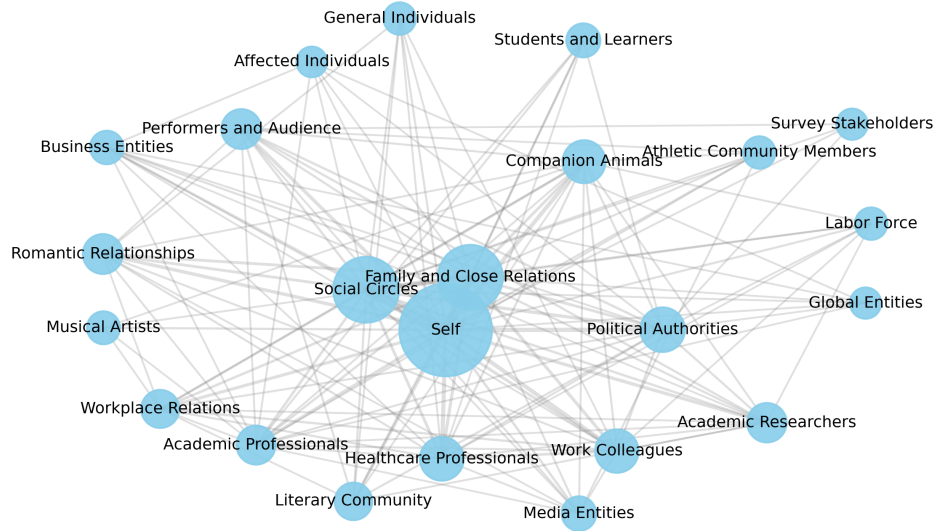 General Individuals
Students and Learners
Affected Individuals
Survey Stakeholders
Performers and Audience
Business Entities
Athletic Community Members
Companion Animals
Labor Force
Romantic Relationships
Family and Close Relations
Social Circles
Global Entities
Musical Artists
Self
Political Authorities
Workplace Relations
Academic Researchers
Academic Professionals
Work Colleagues
Healthcare Professionals
Literary Community
Media Entities